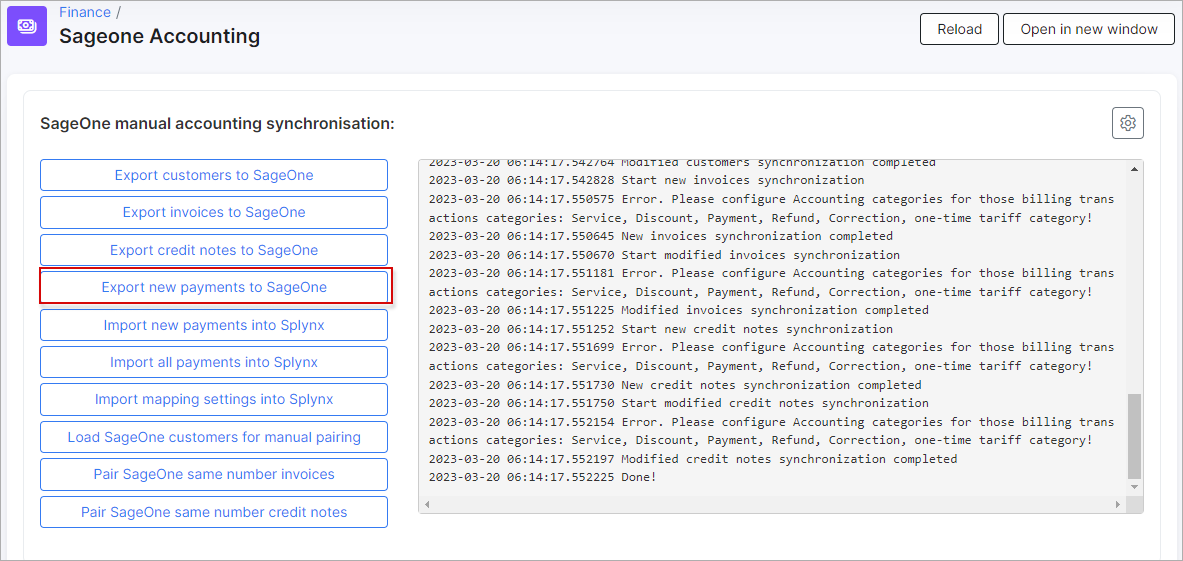 Finance /
Sageone Accounting
Reload
Open in new window
SageOne manual accounting synchronisation:
Export customers to SageOne
Export invoices to SageOne
Export credit notes to SageOne
Export new payments to SageOne
Import new payments into Splynx
Import all payments into Splynx
Import mapping settings into Splynx
Load SageOne customers for manual pairing
Pair SageOne same number invoices
Pair SageOne same number credit notes
2023-03-20 06:14:17.542764 Modified customers synchronization completed
2023-03-20 06:14:17.542828 Start new invoices synchronization
2023-03-20 06:14:17.550575 Error. Please configure Accounting categories for those billing trans
actions categories: Service, Discount, Payment, Refund, Correction, one-time tariff category!
2023-03-20 06:14:17.550645 New invoices synchronization completed
2023-03-20 06:14:17.550670 Start modified invoices synchronization
2023-03-20 06:14:17.551181 Error. Please configure Accounting categories for those billing trans
actions categories: Service, Discount, Payment, Refund, Correction, one-time tariff category!
2023-03-20 06:14:17.551225 Modified invoices synchronization completed
2023-03-20 06:14:17.551252 Start new credit notes synchronization
2023-03-20 06:14:17.551699 Error. Please configure Accounting categories for those billing trans
actions categories: Service, Discount, Payment, Refund, Correction, one-time tariff category!
2023-03-20 06:14:17.551730 New credit notes synchronization completed
2023-03-20 06:14:17.551750 Start modified credit notes synchronization
2023-03-20 06:14:17.552154 Error. Please configure Accounting categories for those billing trans
actions categories: Service, Discount, Payment, Refund, Correction, one-time tariff category!
2023-03-20 06:14:17.552197 Modified credit notes synchronization completed
2023-03-20 06:14:17.552225 Done!